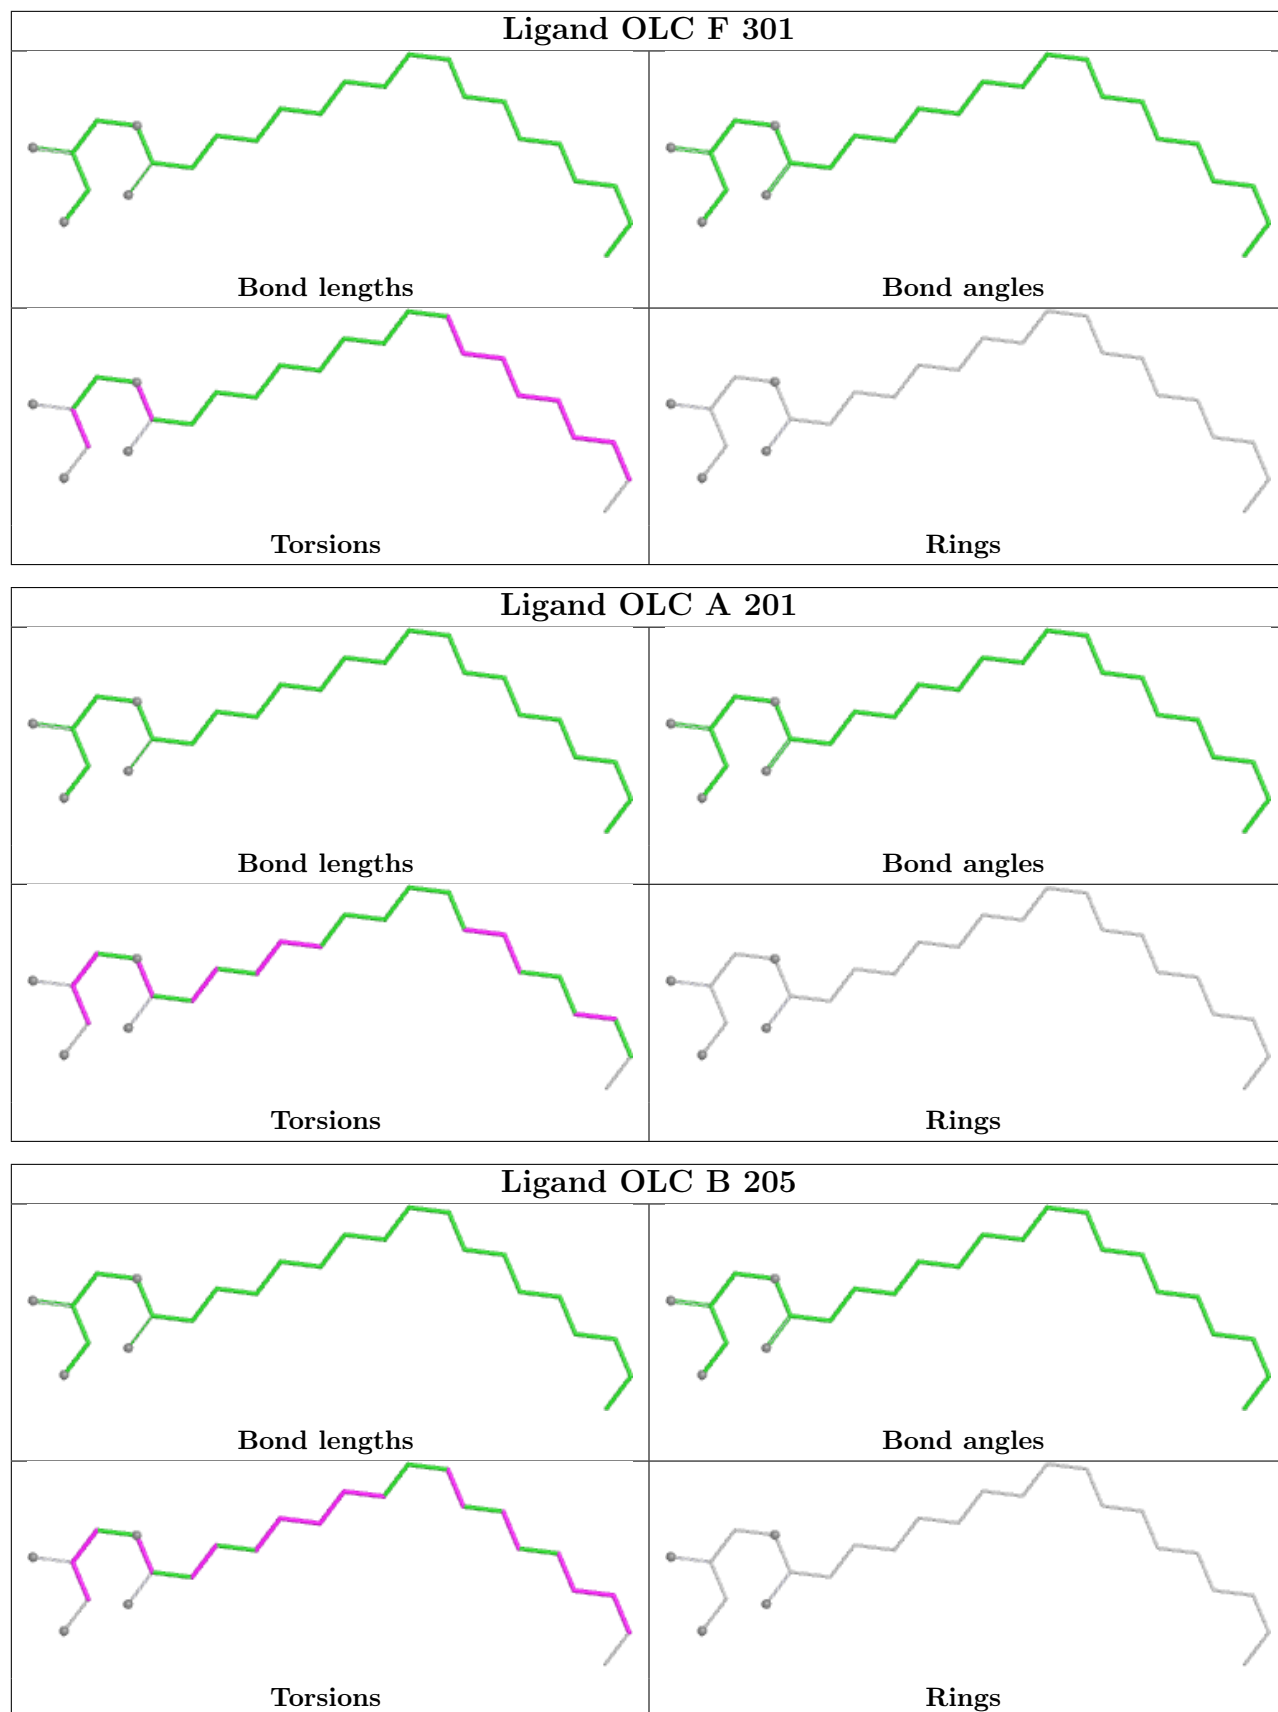 Ligand OLC F 301
Bond lengths
Bond angles
Torsions
Rings
Ligand OLC A 201
Bond lengths
Bond angles
Torsions
Rings
Ligand OLC B 205
Bond lengths
Bond angles
Torsions
Rings